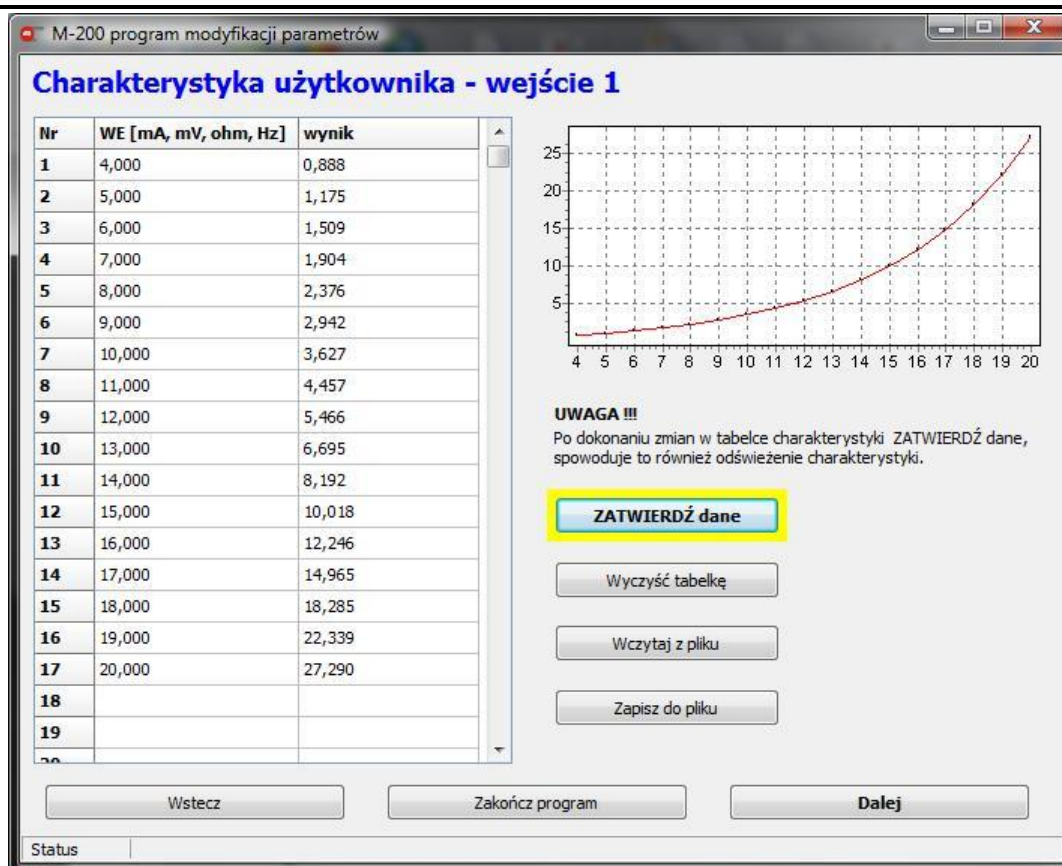 M-200 program modyfikacji parametrów
Charakterystyka użytkownika - wejście 1
Nr WE [mA, mV, ohm, Hz] wynik
1 4,000 0,888
2 5,000 1,175
3 6,000 1,509
4 7,000 1,904
5 8,000 2,376
6 9,000 2,942
7 10,000 3,627
8 11,000 4,457
9 12,000 5,466
10 13,000 6,695
11 14,000 8,192
12 15,000 10,018
13 16,000 12,246
14 17,000 14,965
15 18,000 18,285
16 19,000 22,339
17 20,000 27,290
18
19
25
20
15
10
5
4 5 6 7 8 9 10 11 12 13 14 15 16 17 18 19 20
UWAGA !!!
Po dokonaniu zmian w tabelce charakterystyki ZATWIERDŹ dane,
spowoduje to również odświeżenie charakterystyki.
ZATWIERDŹ dane
Wyczyść tabelkę
Wczytaj z pliku
Zapisz do pliku
Wstecz Zakończ program Dalej
Status